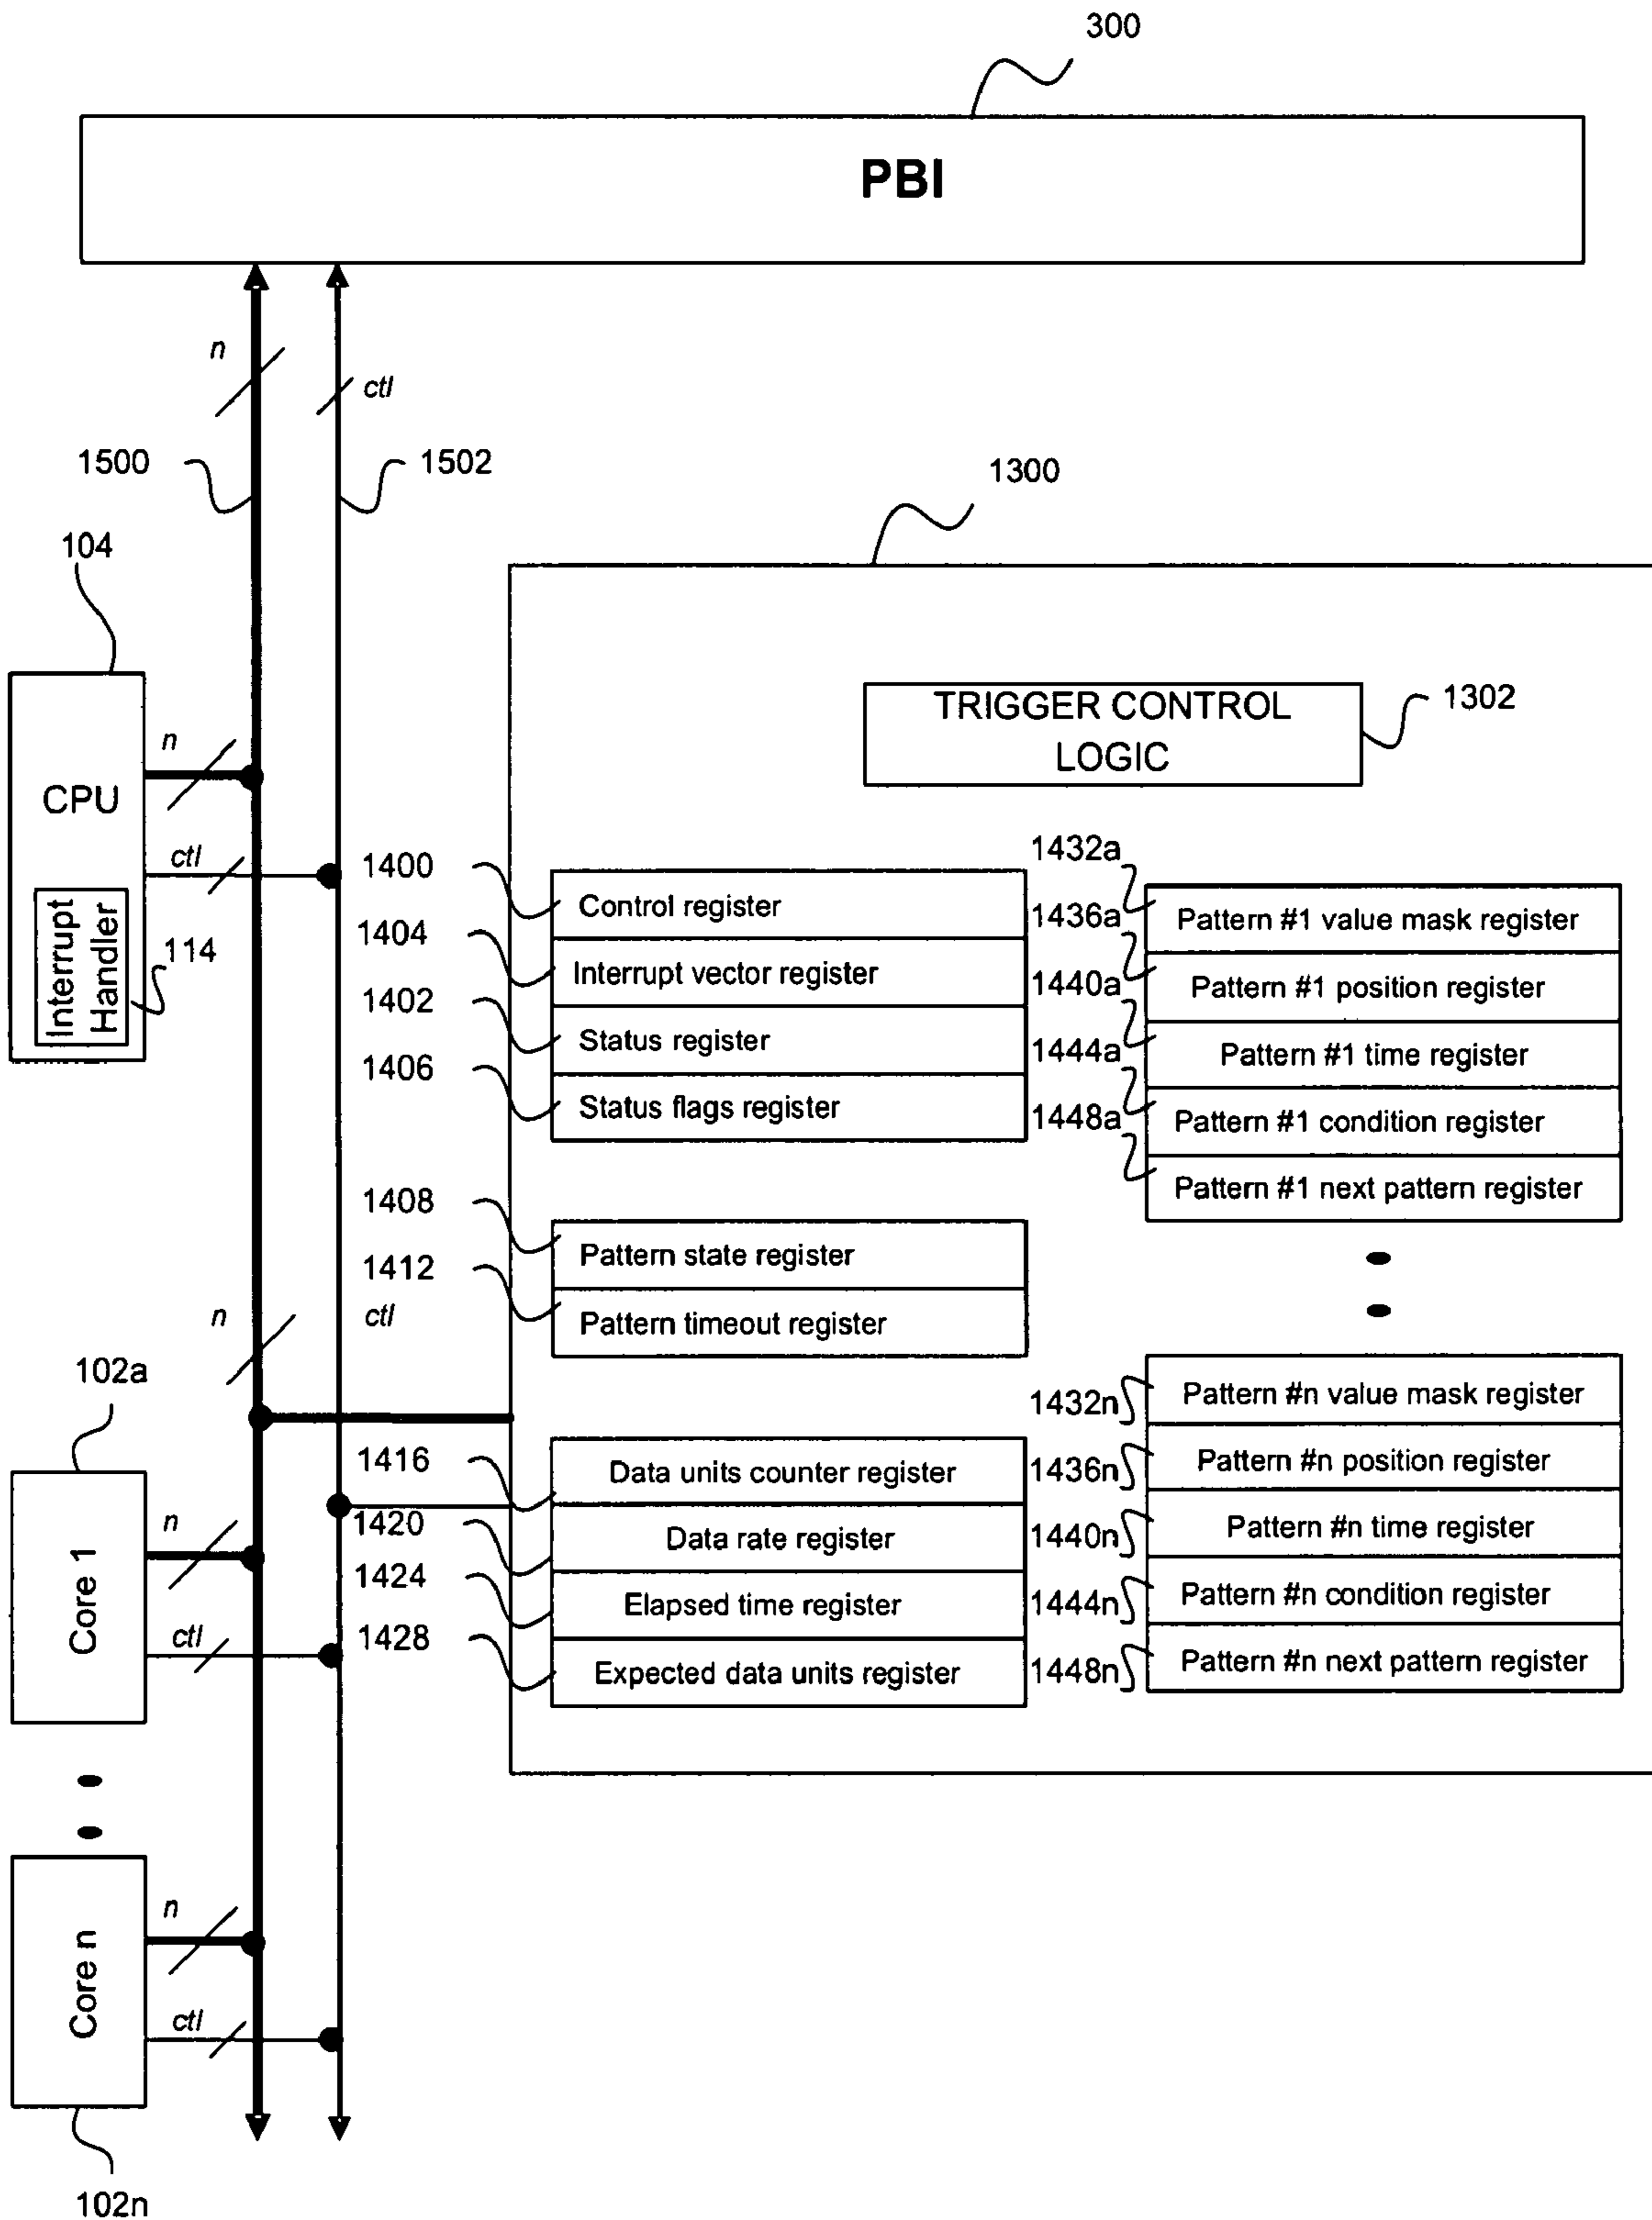 300
PBI
n
ctl
1500
1502
1300
104
TRIGGER CONTROL
LOGIC
1302
n
CPU
ctl
Interrupt
Handler
114
1400
Control register
1404
Interrupt vector register
1402
Status register
1406
Status flags register
1432a
Pattern #1 value mask register
1436a
Pattern #1 position register
1440a
Pattern #1 time register
1444a
Pattern #1 condition register
1448a
Pattern #1 next pattern register
1408
Pattern state register
1412
Pattern timeout register
n
ctl
102a
1432n
Pattern #n value mask register
1436n
Pattern #n position register
1440n
Pattern #n time register
1444n
Pattern #n condition register
1448n
Pattern #n next pattern register
1416
Data units counter register
1420
Data rate register
1424
Elapsed time register
1428
Expected data units register
n
Core 1
ctl
n
Core n
ctl
102n